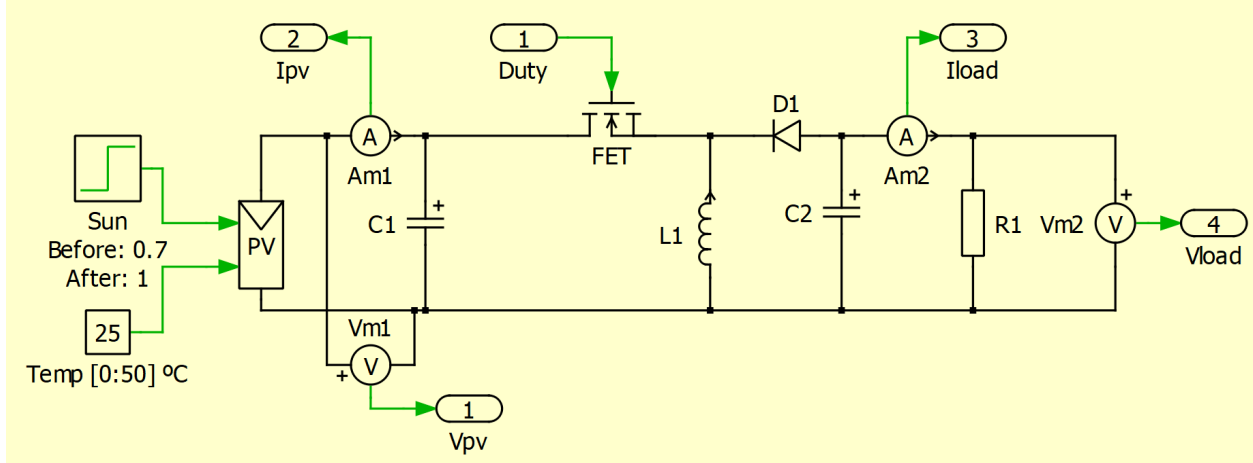 2
Ipv
1
Duty
3
Iload
D1
A
Am1
FET
A
Am2
Sun
Before: 0.7
After: 1
PV
C1
+
L1
C2
+
R1
Vm2
+
V
4
Vload
25
Temp [0:50] ºC
Vm1
+
V
1
Vpv